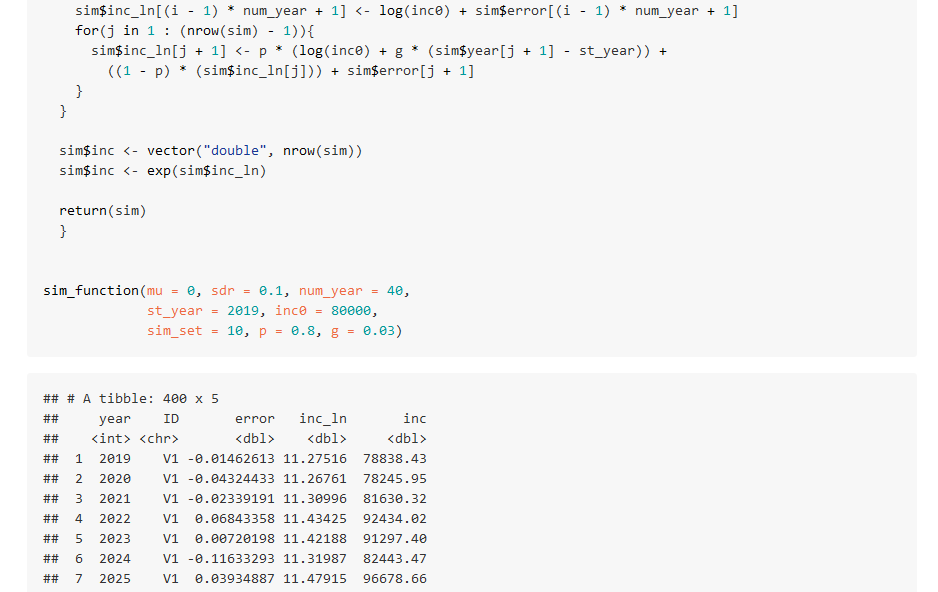 sim$inc_ln[(i - 1) * num_year + 1] <- log(inc0) + sim$error[(i - 1) * num_year + 1]
for(j in 1 : (nrow(sim) - 1)){
sim$inc_ln[j + 1] <- p * (log(inc0) + g * (sim$year[j + 1] - st_year)) +
((1 - p) * (sim$inc_ln[j])) + sim$error[j + 1]
}
}
sim$inc <- vector("double", nrow(sim))
sim$inc <- exp(sim$inc_ln)
return(sim)
}
sim_function(mu = 0, sdr = 0.1, num_year = 40,
st_year = 2019, inc0 = 80000,
sim_set = 10, p = 0.8, g = 0.03)
## # A tibble: 400 x 5
## year ID error inc_ln inc
## <int> <chr> <dbl> <dbl> <dbl>
## 1 2019 V1 -0.01462613 11.27516 78838.43
## 2 2020 V1 -0.04324433 11.26761 78245.95
## 3 2021 V1 -0.02339191 11.30996 81630.32
## 4 2022 V1 0.06843358 11.43425 92434.02
## 5 2023 V1 0.00720198 11.42188 91297.40
## 6 2024 V1 -0.11633293 11.31987 82443.47
## 7 2025 V1 0.03934887 11.47915 96678.66